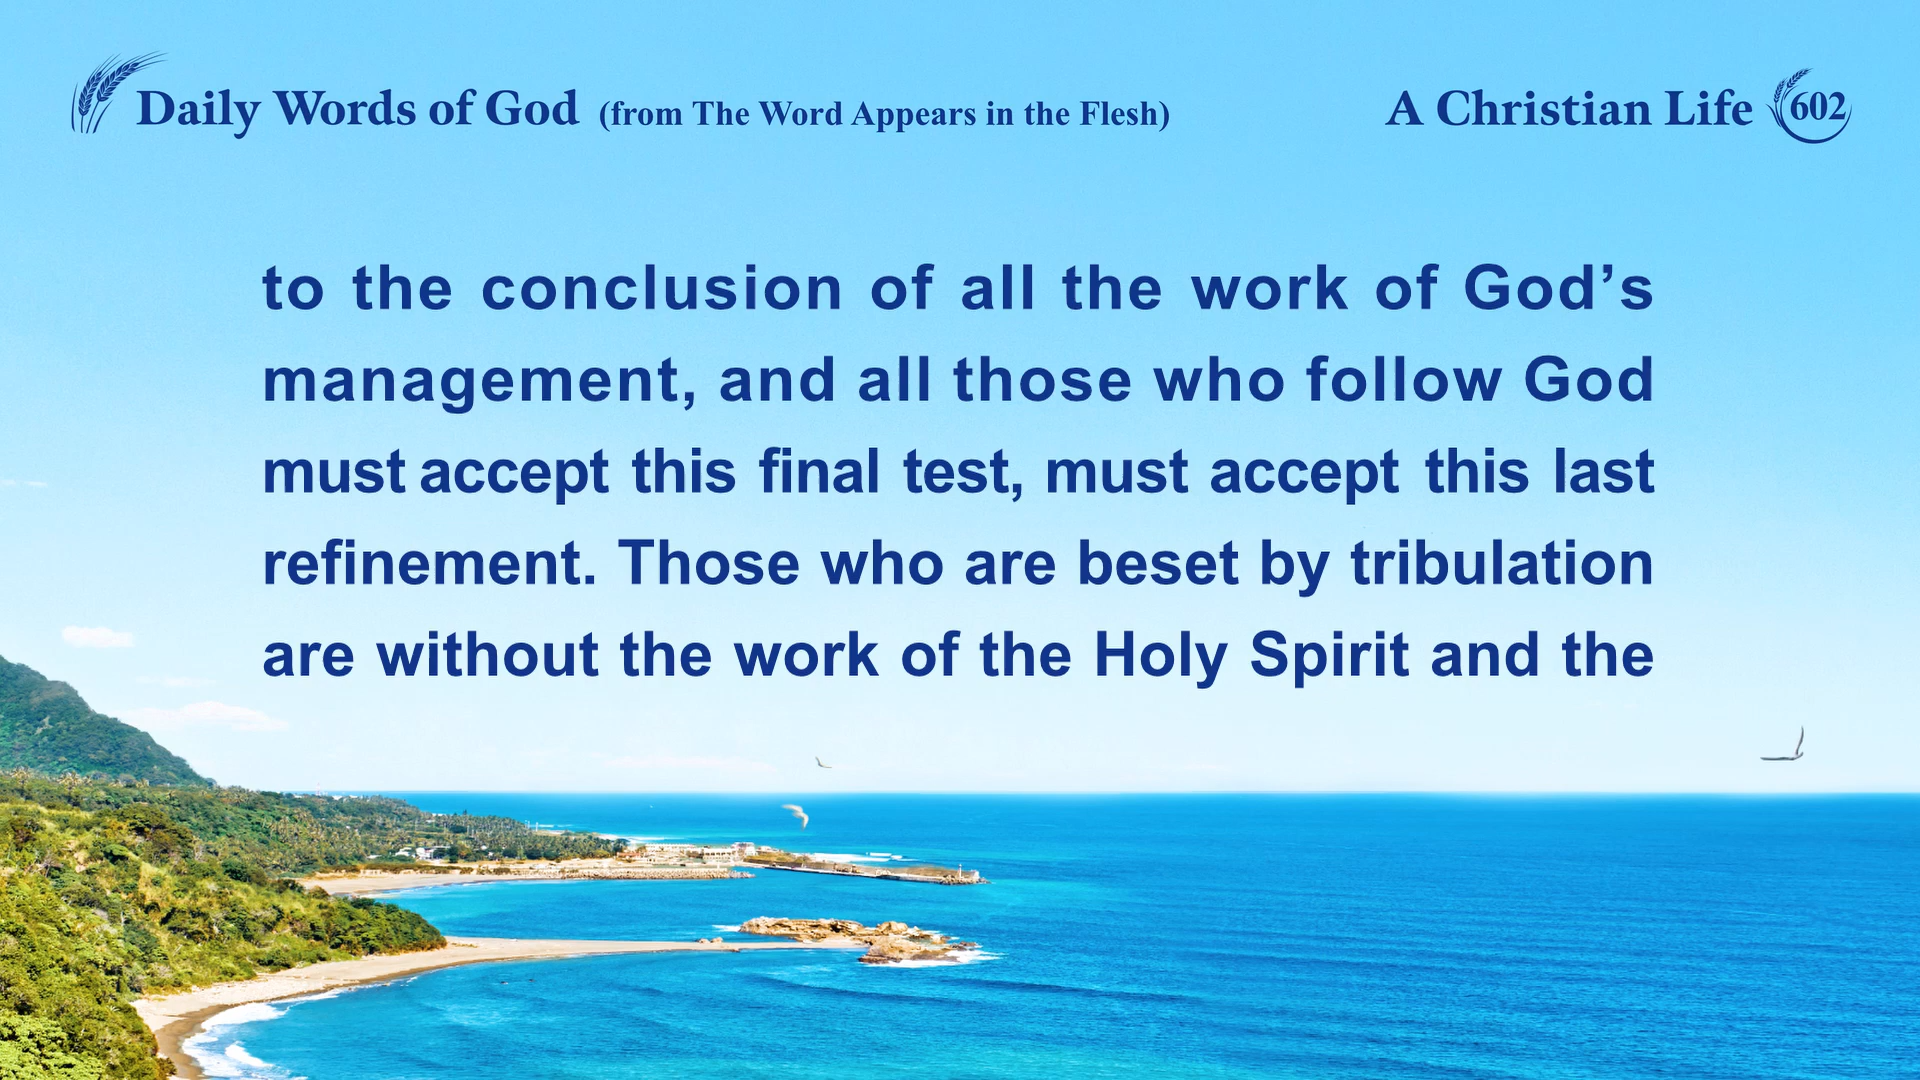 Daily Words of God (from The Word Appears in the Flesh)
A Christian Life 602
to the conclusion of all the work of God’s
management, and all those who follow God
must accept this final test, must accept this last
refinement. Those who are beset by tribulation
are without the work of the Holy Spirit and the